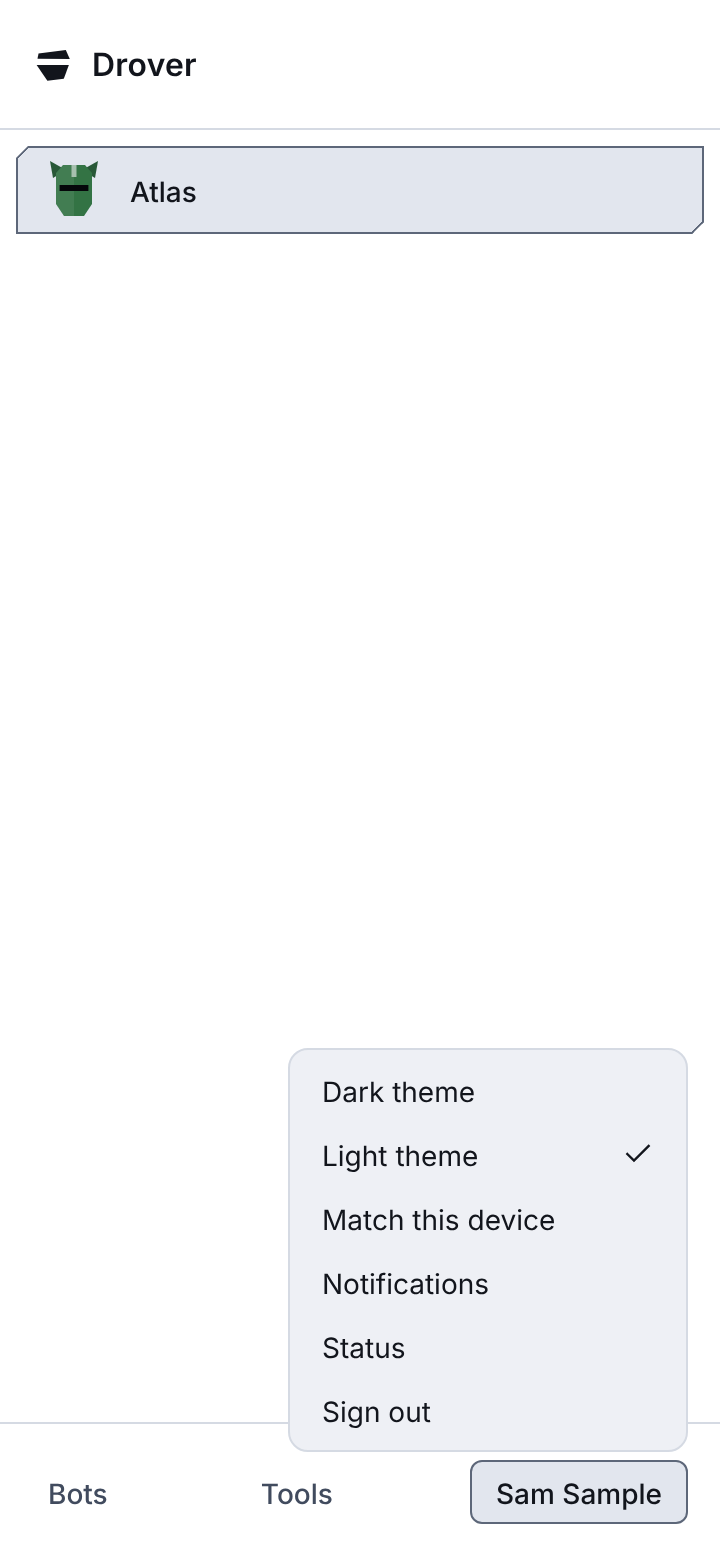 Drover
Atlas
Dark theme
Light theme
Match this device
Notifications
Status
Sign out
Bots
Tools
Sam Sample